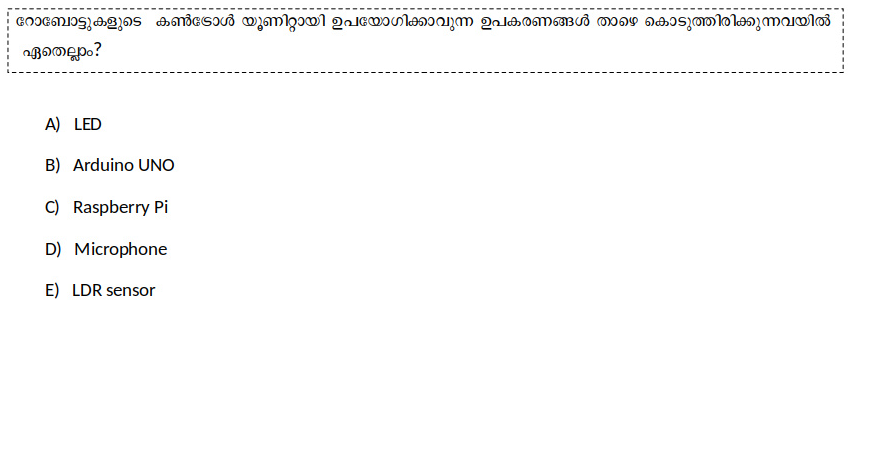 റോബോട്ടുകളുടെ കൺട്രോൾ യൂണിറ്റായി ഉപയോഗിക്കാവുന്ന ഉപകരണങ്ങൾ താഴെ കൊടുത്തിരിക്കുന്നവയിൽ
ഏതെല്ലാം?
A) LED
B) Arduino UNO
C) Raspberry Pi
D) Microphone
E) LDR sensor